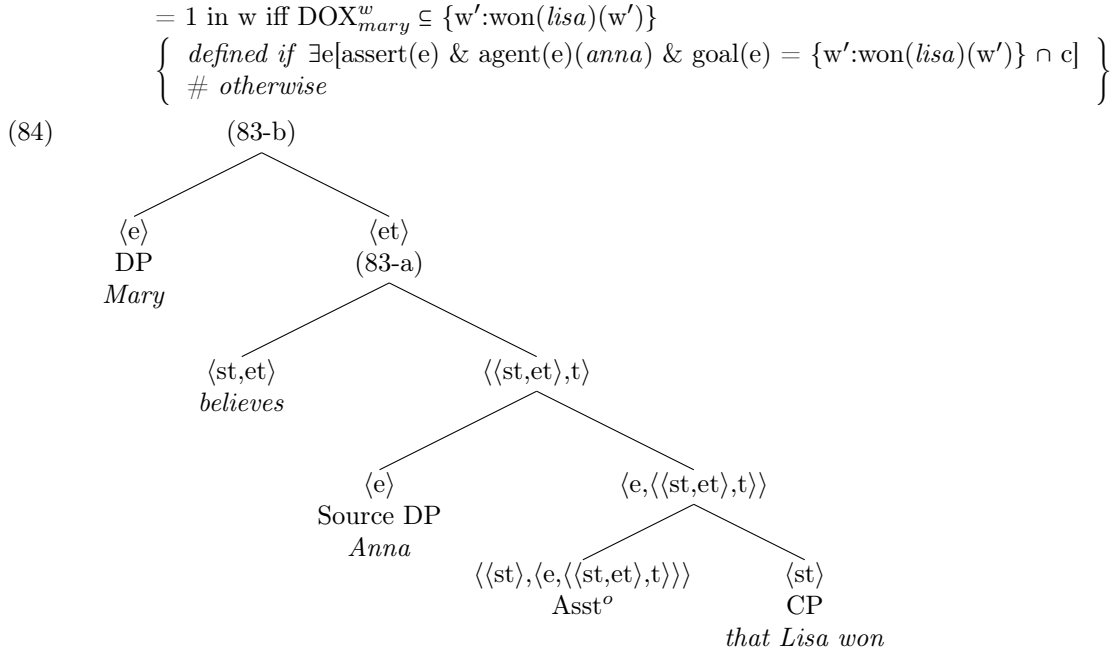 = 1 in w iff DOX^w_{mary} ⊆ {w′:won(lisa)(w′)}
{ defined if ∃e[assert(e) & agent(e)(anna) & goal(e) = {w′:won(lisa)(w′)} ∩ c] }
# otherwise
(84) (83-b)
⟨e⟩ ⟨et⟩
DP (83-a)
Mary
⟨st,et⟩ ⟨⟨st,et⟩,t⟩
believes
⟨e⟩ ⟨e,⟨⟨st,et⟩,t⟩⟩
Source DP
Anna
⟨⟨st⟩,⟨e,⟨⟨st,et⟩,t⟩⟩⟩ ⟨st⟩
Asst^o CP
that Lisa won